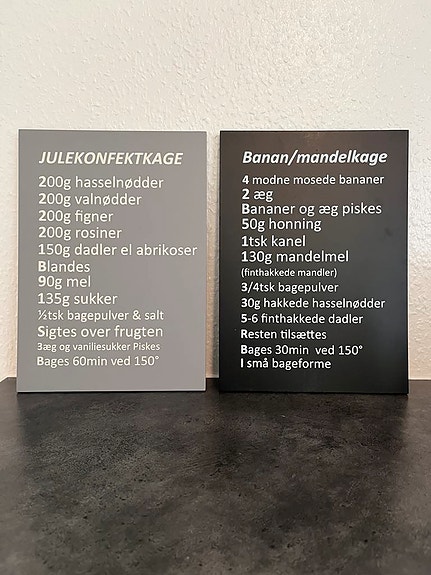 JULEKONFEKTKAGE
200g hasselnødder
200g valnødder
200g figner
200g rosiner
150g dadler el abrikoser
Blandes
90g mel
135g sukker
½tsk bagepulver & salt
Sigtes over frugten
3æg og vaniliesukker Piskes
Bages 60min ved 150°
Banan/mandelkage
4 modne mosede bananer
2 æg
Bananer og æg piskes
50g honning
1tsk kanel
130g mandelmel
(finthakkede mandler)
3/4tsk bagepulver
30g hakkede hasselnødder
5-6 finthakkede dadler
Resten tilsættes
Bages 30min ved 150°
I små bageforme